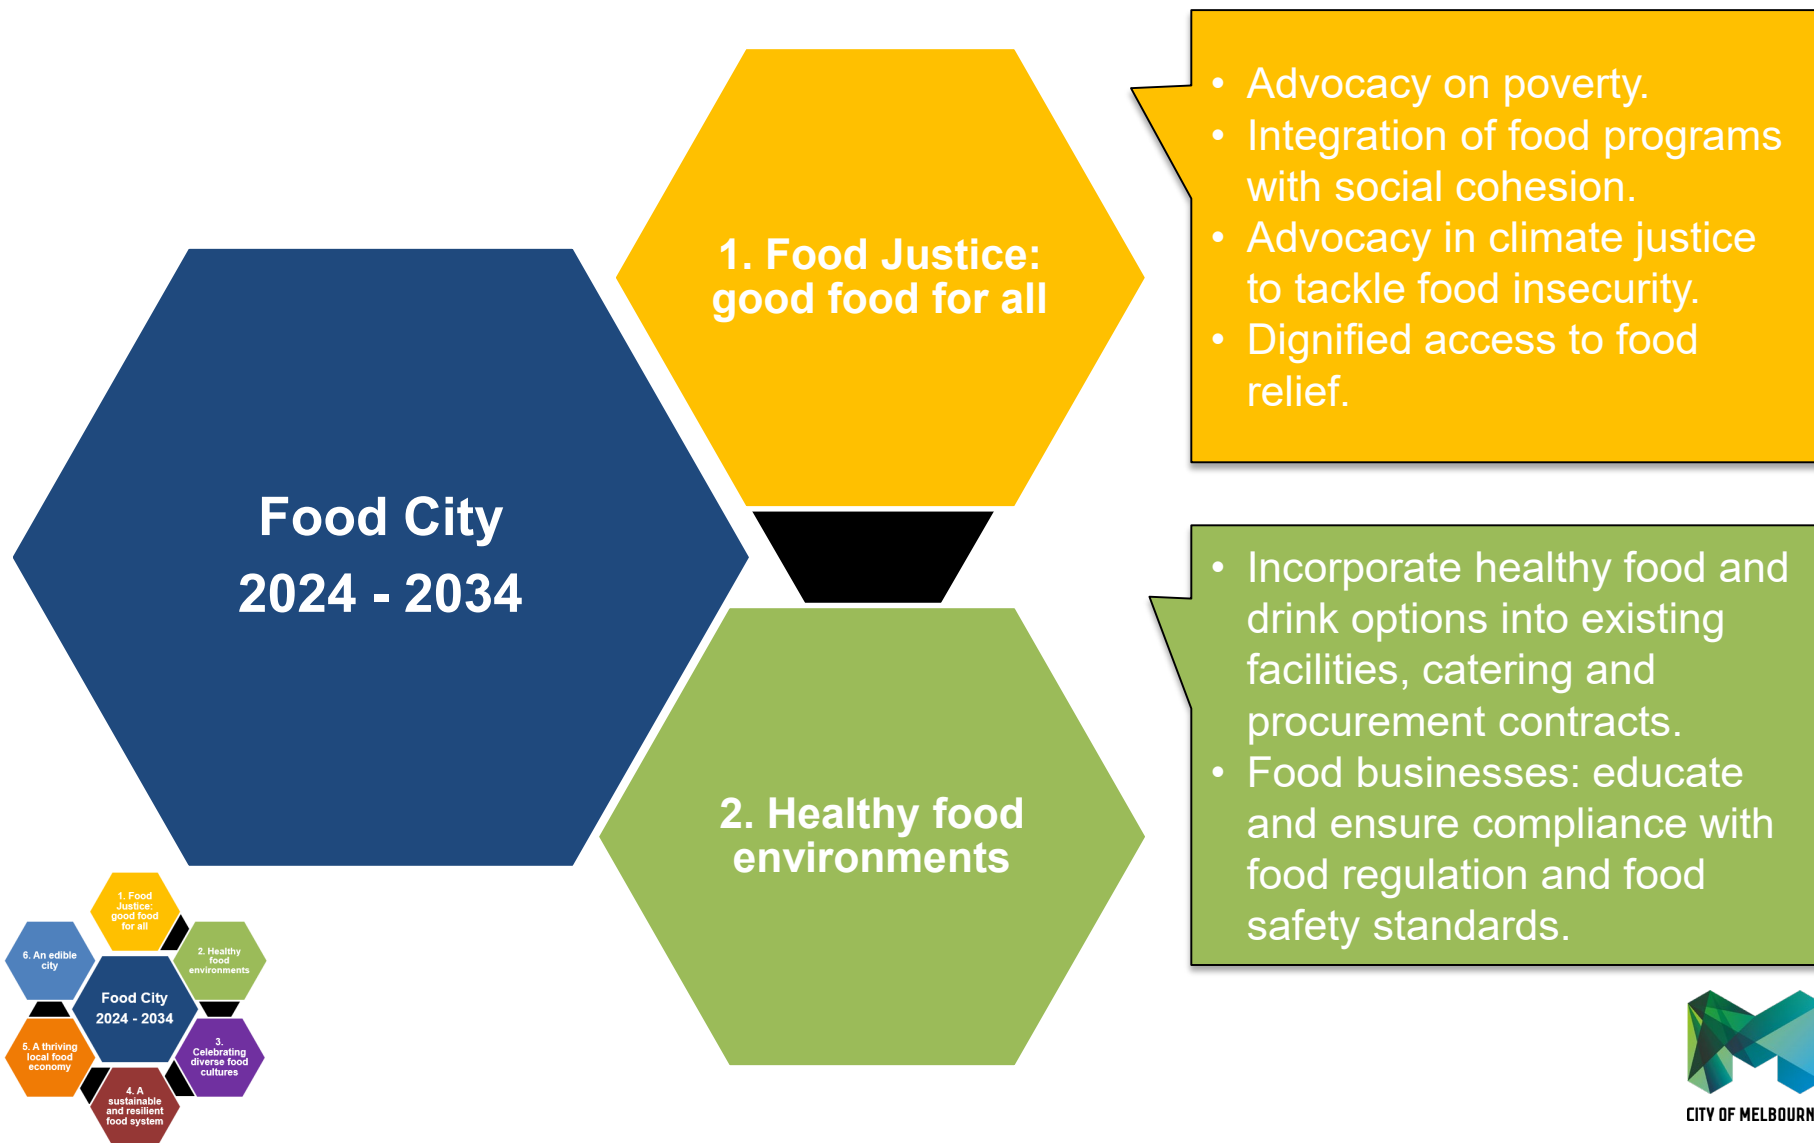 Food City
2024 - 2034
1. Food Justice:
good food for all
2. Healthy food
environments
• Advocacy on poverty.
• Integration of food programs
with social cohesion.
• Advocacy in climate justice
to tackle food insecurity.
• Dignified access to food
relief.
• Incorporate healthy food and
drink options into existing
facilities, catering and
procurement contracts.
• Food businesses: educate
and ensure compliance with
food regulation and food
safety standards.
1. Food
Justice:
good food
for all
2. Healthy
food
environments
3.
Celebrating
diverse food
cultures
4. A
sustainable
and resilient
food system
5. A thriving
local food
economy
6. An edible
city
Food City
2024 - 2034
CITY OF MELBOURN